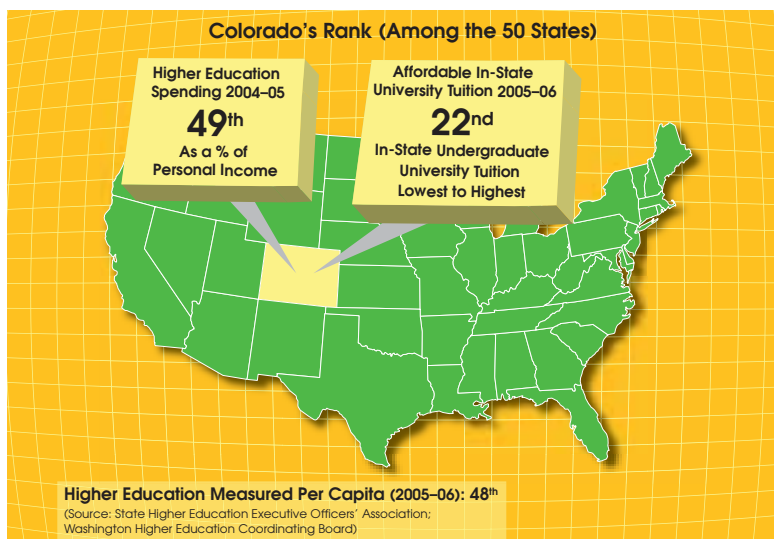 Colorado’s Rank (Among the 50 States)
Higher Education
Spending 2004–05
49th
As a % of
Personal Income
Affordable In-State
University Tuition 2005–06
22nd
In-State Undergraduate
University Tuition
Lowest to Highest
Higher Education Measured Per Capita (2005–06): 48th
(Source: State Higher Education Executive Officers’ Association;
Washington Higher Education Coordinating Board)